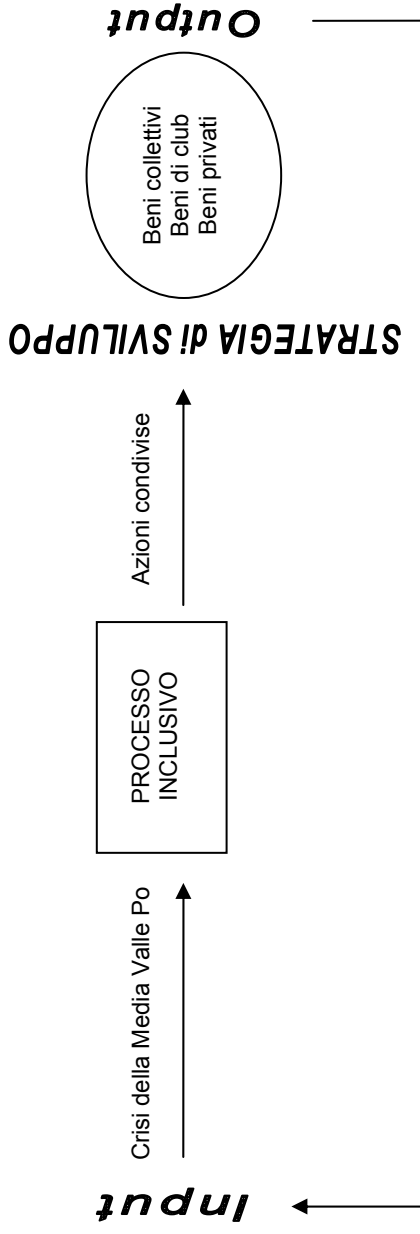 Input
Crisi della Media Valle Po
PROCESSO
INCLUSIVO
Azioni condivise
STRATEGIA di SVILUPPO
Beni collettivi
Beni di club
Beni privati
Output